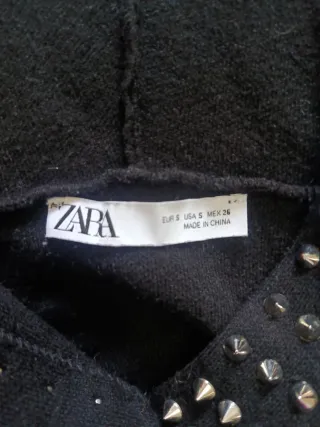 ZARA
EUR S USA S MEX 26
MADE IN CHINA